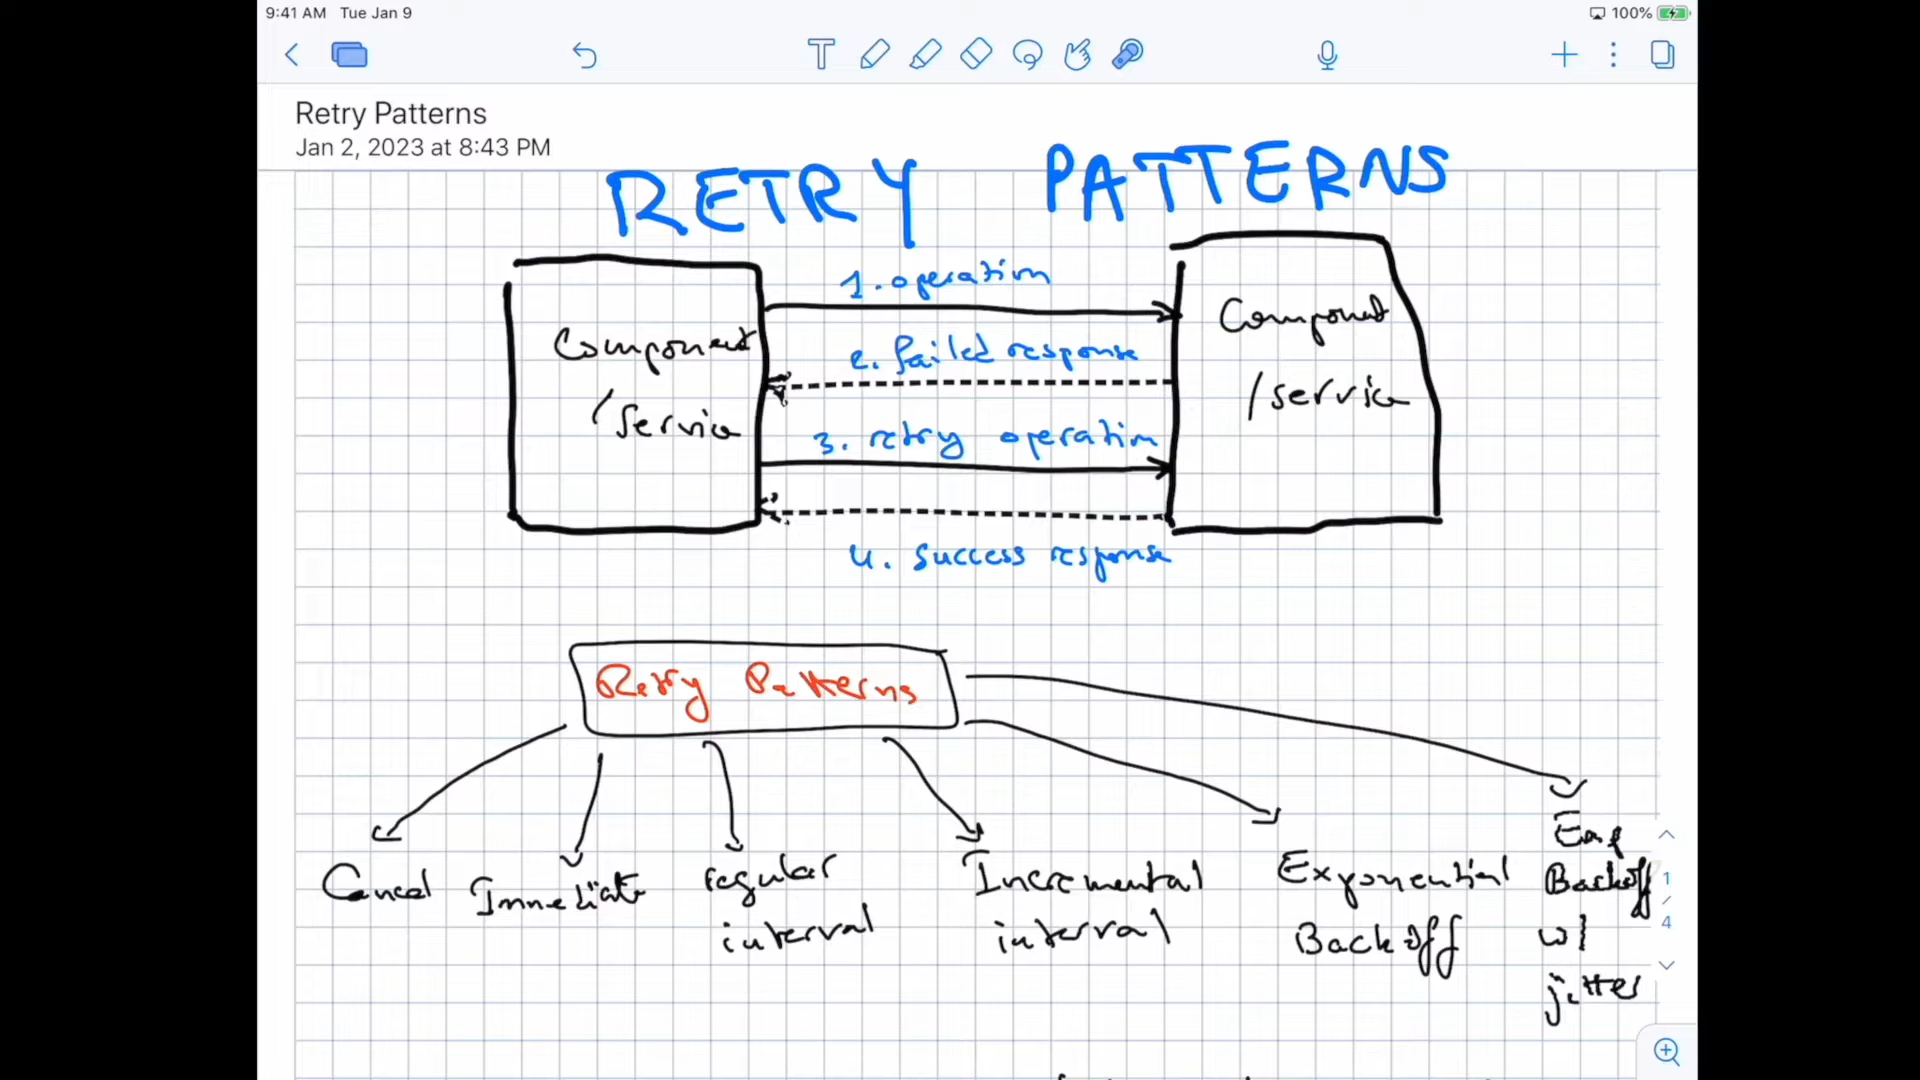 9:41 AM Tue Jan 9
100%
Retry Patterns
Jan 2, 2023 at 8:43 PM
RETRY PATTERNS
1. operation
Component
/Service
2. failed response
Component
/service
3. retry operation
4. success response
Retry Patterns
Cancel
Immediate
regular
interval
Incremental
interval
Exponential
Backoff
Backoff
w/
jitter
1
/
4